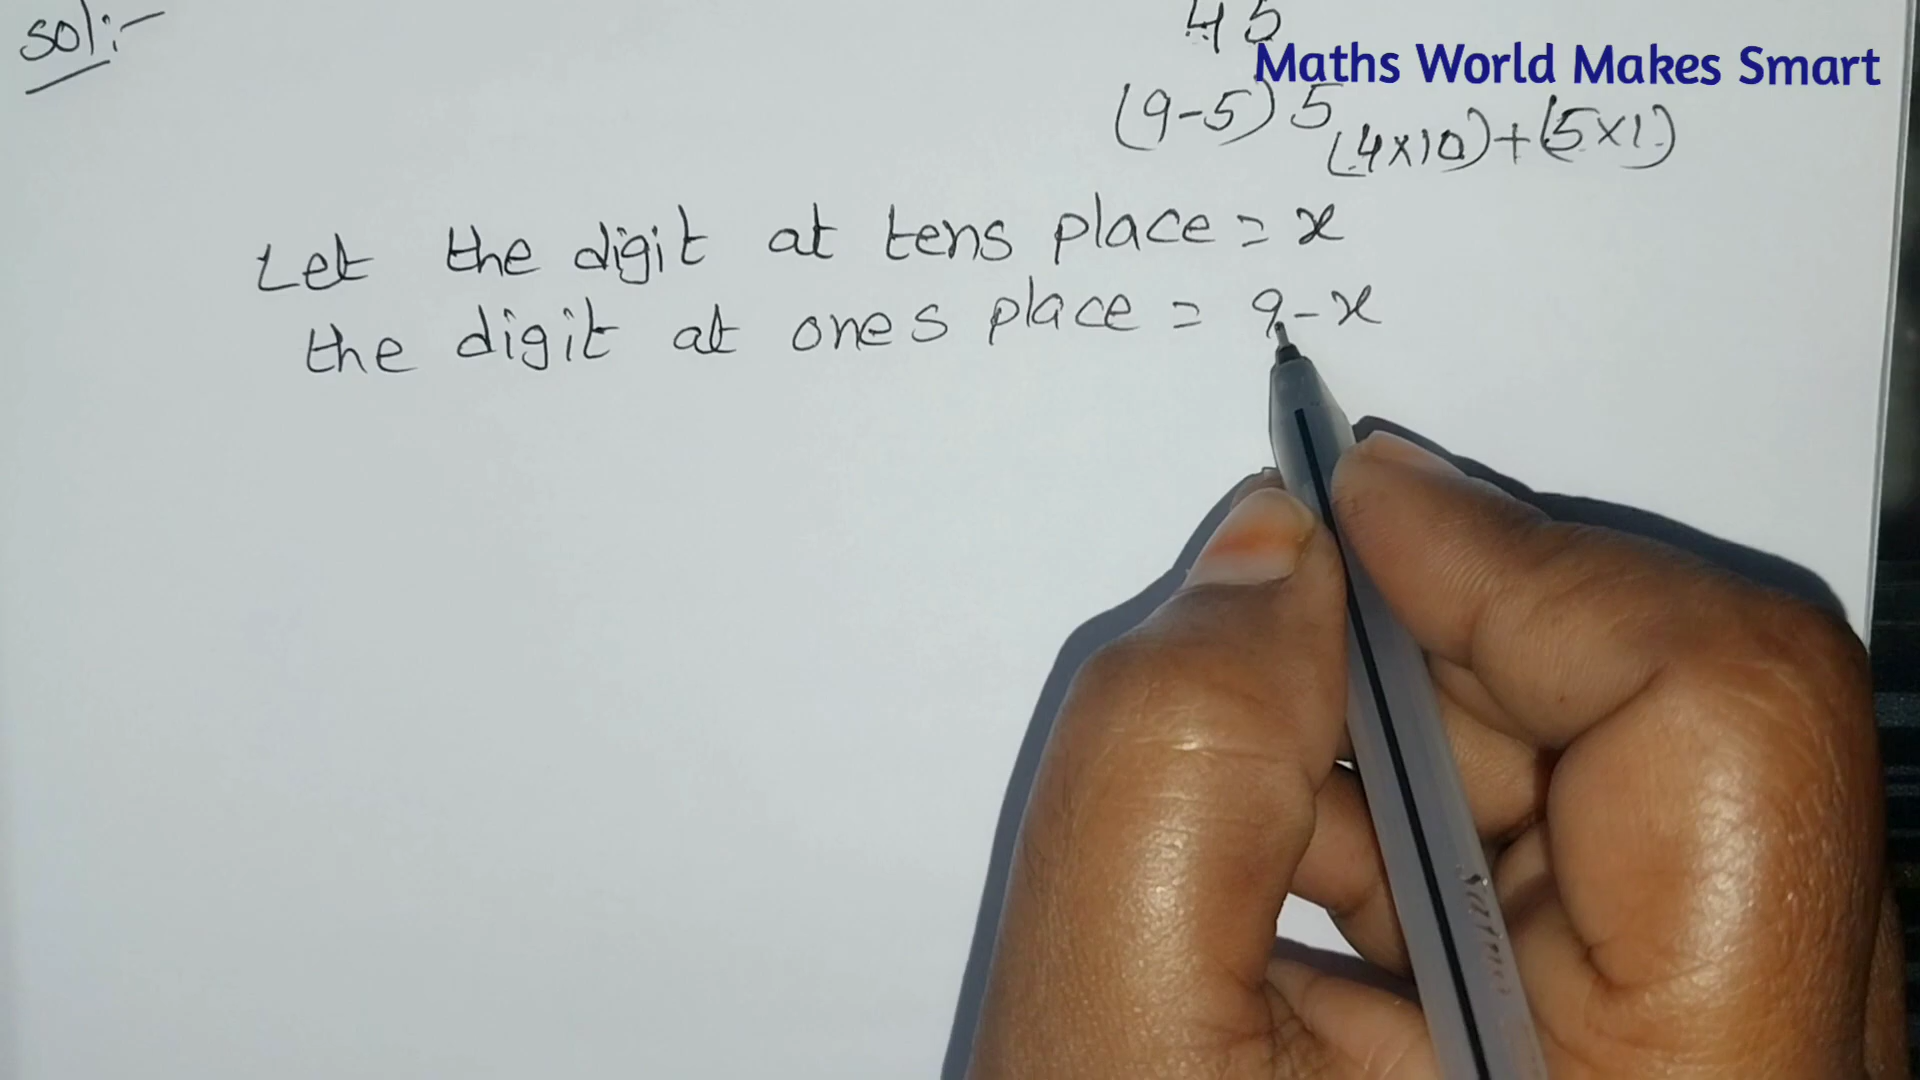 sol:-
45
Maths World Makes Smart
(9-5) 5
(4×10)+(5×1)
Let the digit at tens place = x
the digit at ones place = 9-x